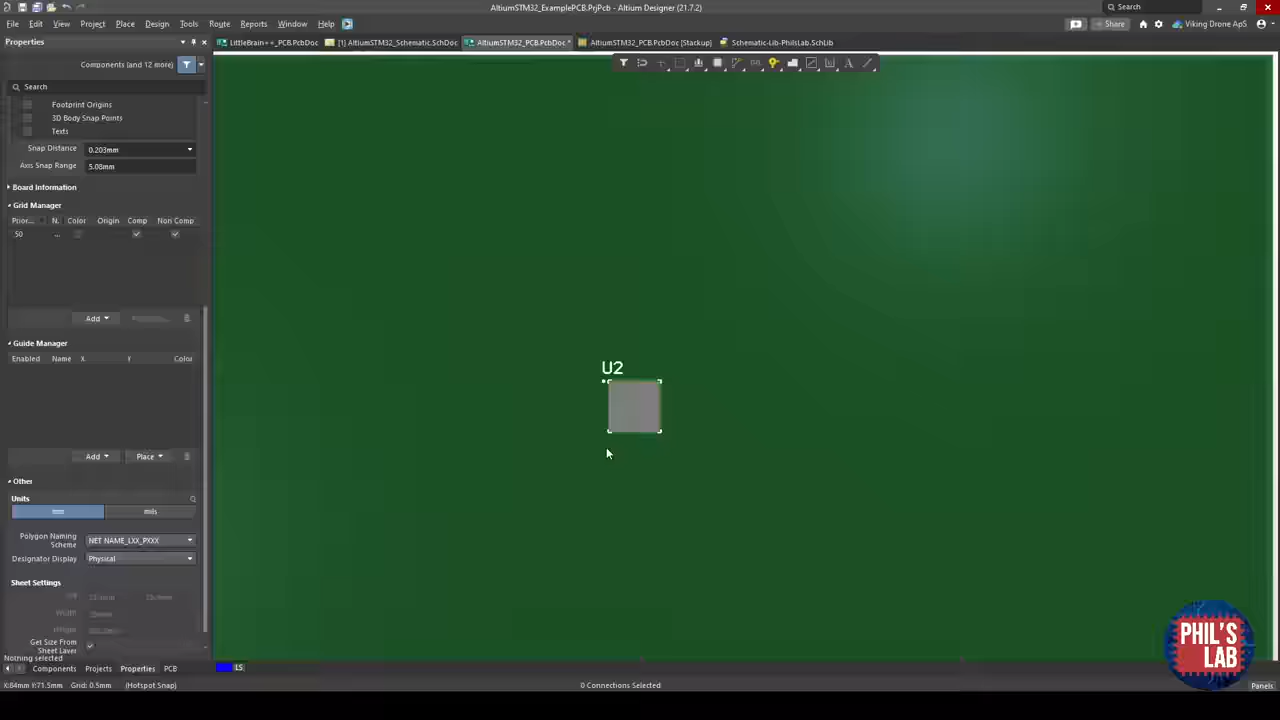 AltiumSTM32_ExamplePCB.PrjPcb - Altium Designer (21.7.2)
Search
File Edit View Project Place Design Tools Route Reports Window Help
Share
Viking Drone ApS
Properties
LittleBrain++_PCB.PcbDoc
[1] AltiumSTM32_Schematic.SchDoc
AltiumSTM32_PCB.PcbDoc *
AltiumSTM32_PCB.PcbDoc [Stackup]
Schematic-Lib-PhilsLab.SchLib
Components (and 12 more)
Search
Footprint Origins
3D Body Snap Points
Texts
Snap Distance 0.203mm
Axis Snap Range 5.08mm
Board Information
Grid Manager
Prior... N. Color Origin Comp Non Comp
50 ...
Add
Guide Manager
Enabled Name X Y Color
Add Place
Other
Units
mm mils
Polygon Naming Scheme NET NAME_LXX_PXXX
Designator Display Physical
Sheet Settings
Width
Height
Get Size From Sheet Layer
Nothing selected
Components Projects Properties PCB
LS
X:84mm Y:71.5mm Grid: 0.5mm (Hotspot Snap)
0 Connections Selected
Panels
U2
PHIL'S
LAB